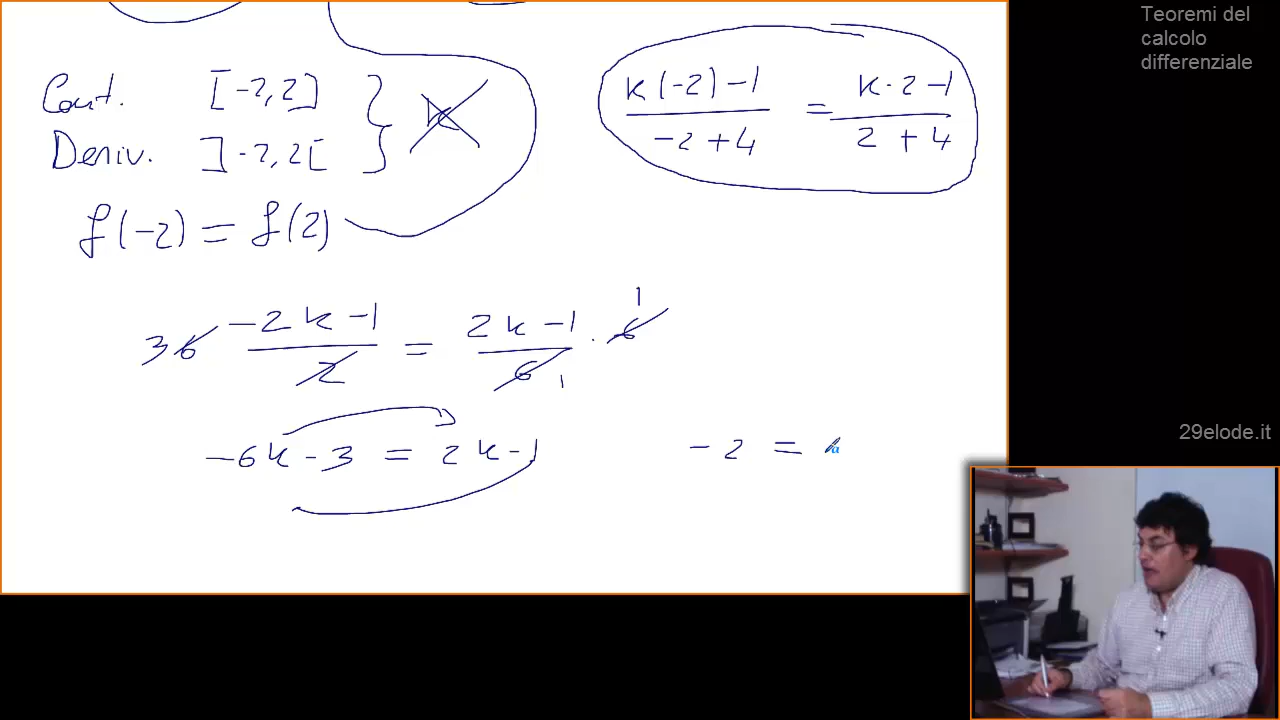 Teoremi del
calcolo
differenziale
Cont. [-2,2]
Deriv. ]-2,2[
k(-2)-1 / -2+4 = k·2-1 / 2+4
f(-2) = f(2)
36 -2k-1 / 2 = 2k-1 / 6 1 · 6 1
-6k-3 = 2k-1
-2 =
29elode.it